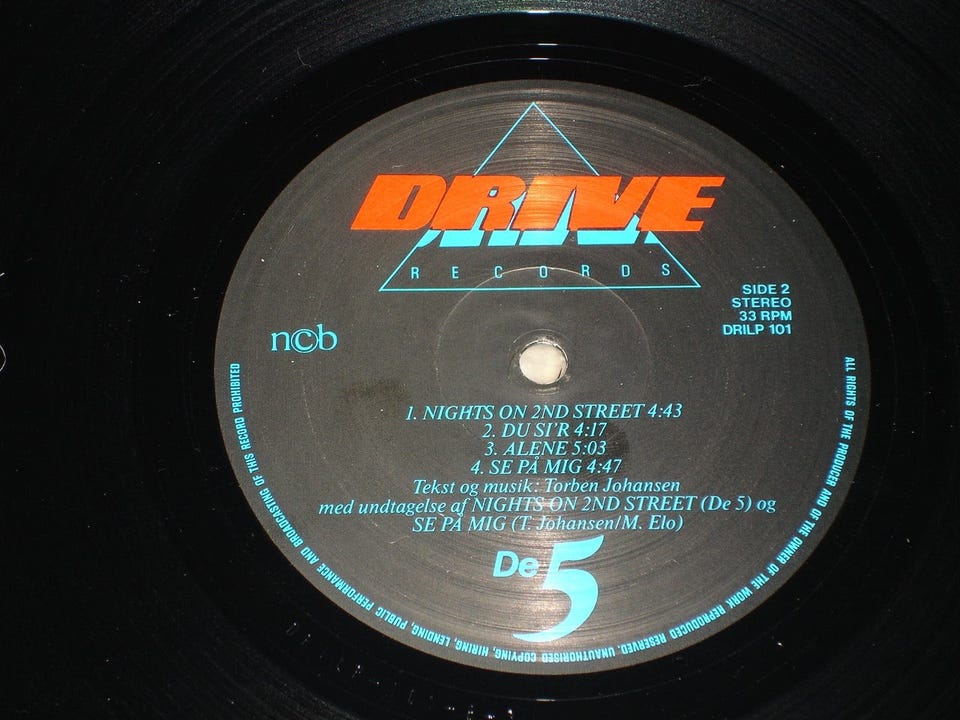 DRIVE
RECORDS
SIDE 2
STEREO
33 RPM
DRILP 101
ncb
1. NIGHTS ON 2ND STREET 4:43
2. DU SI'R 4:17
3. ALENE 5:03
4. SE PÅ MIG 4:47
Tekst og musik: Torben Johansen
med undtagelse af NIGHTS ON 2ND STREET (De 5) og
SE PÅ MIG (T. Johansen/M. Elo)
De 5
ALL RIGHTS OF THE PRODUCER AND OF THE OWNER OF THE WORK REPRODUCED RESERVED. UNAUTHORISED COPYING, HIRING, LENDING, PUBLIC PERFORMANCE AND BROADCASTING OF THIS RECORD PROHIBITED